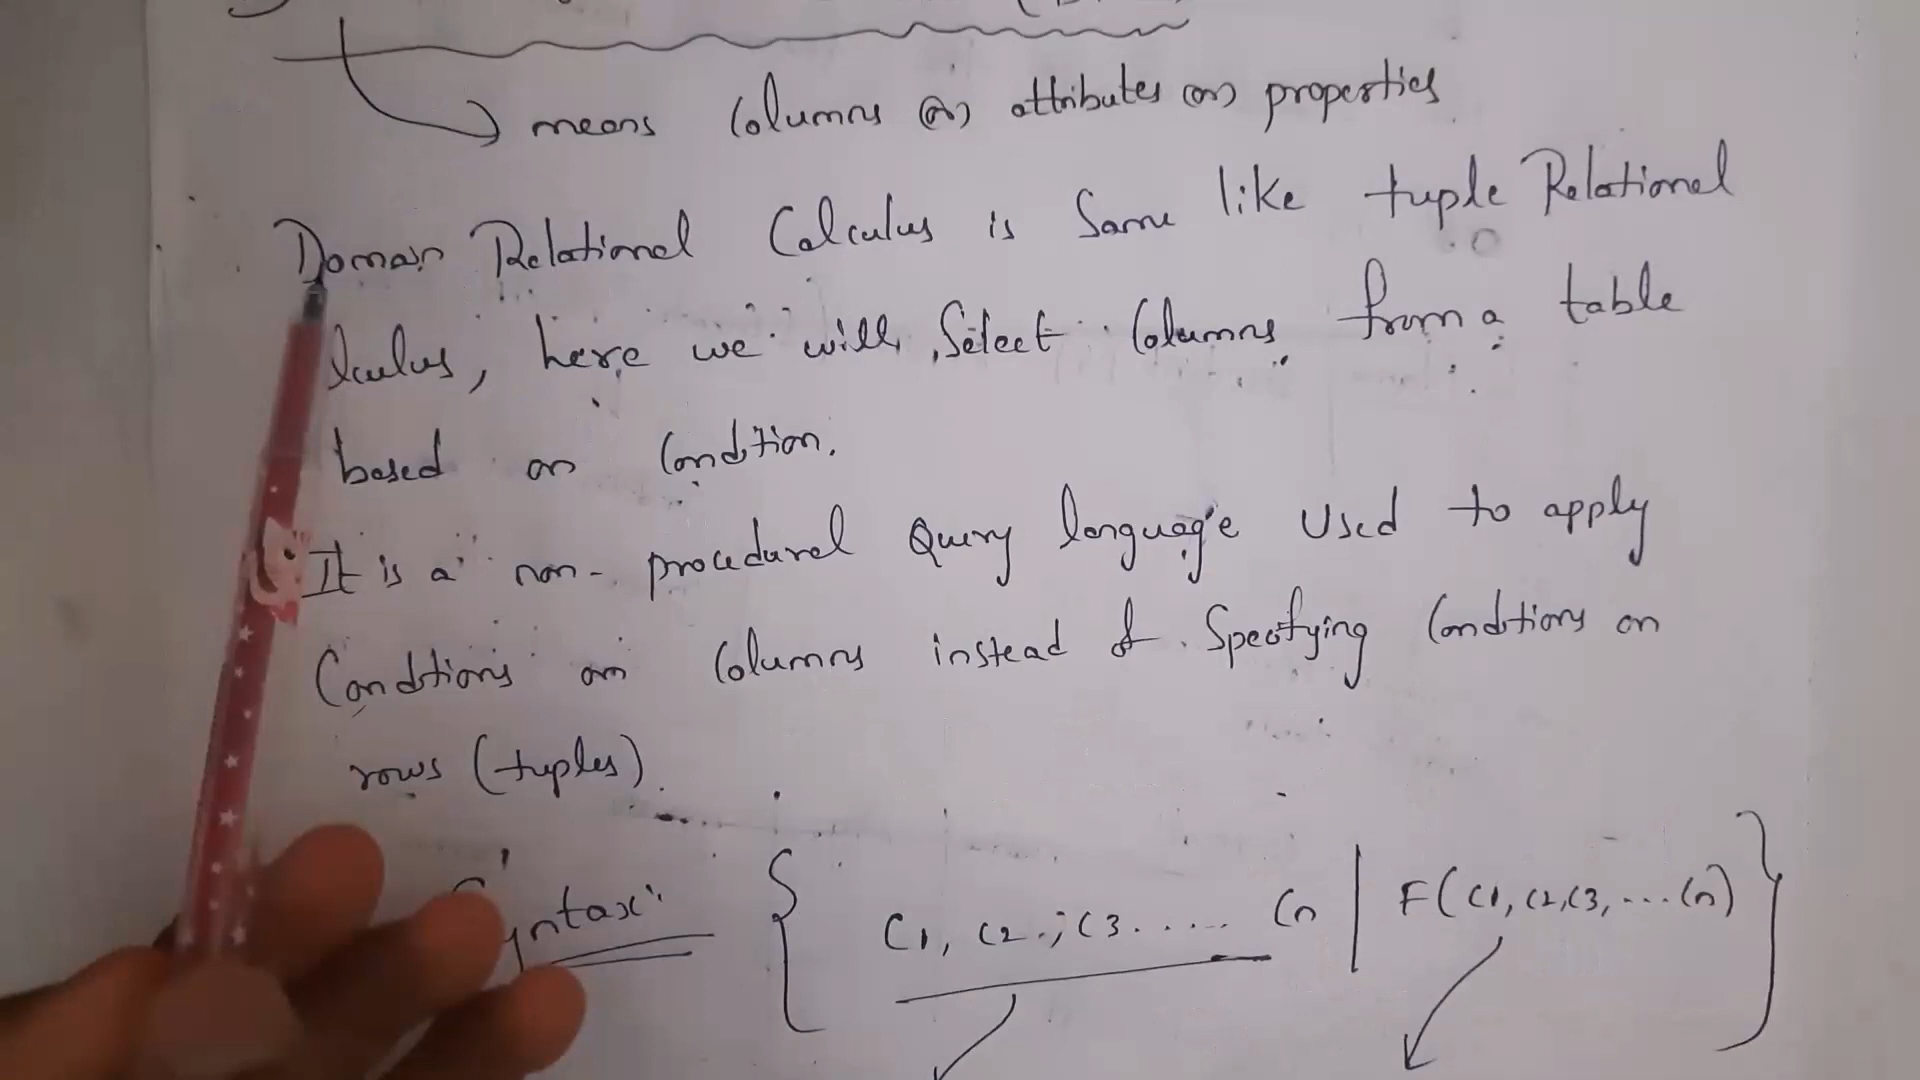 means Columns (or) attributes (or) properties
Domain Relational Calculus is Same like tuple Relational
lculus, here we will Select Columns from a table
based on Condition.
It is a non-procedural Query language Used to apply
Conditions on Columns instead of Specifying Conditions on
rows (tuples).
Syntax: { C1, C2, C3..... Cn | F(C1, C2, C3, ... Cn) }